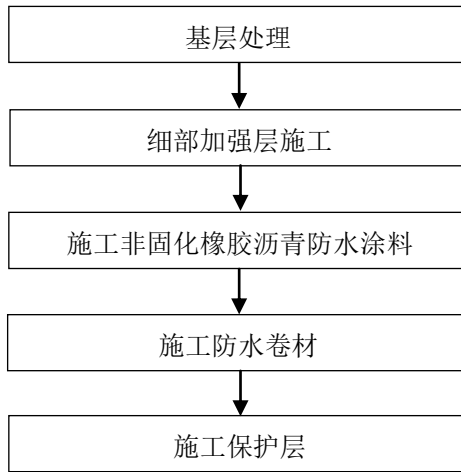 基层处理
细部加强层施工
施工非固化橡胶沥青防水涂料
施工防水卷材
施工保护层